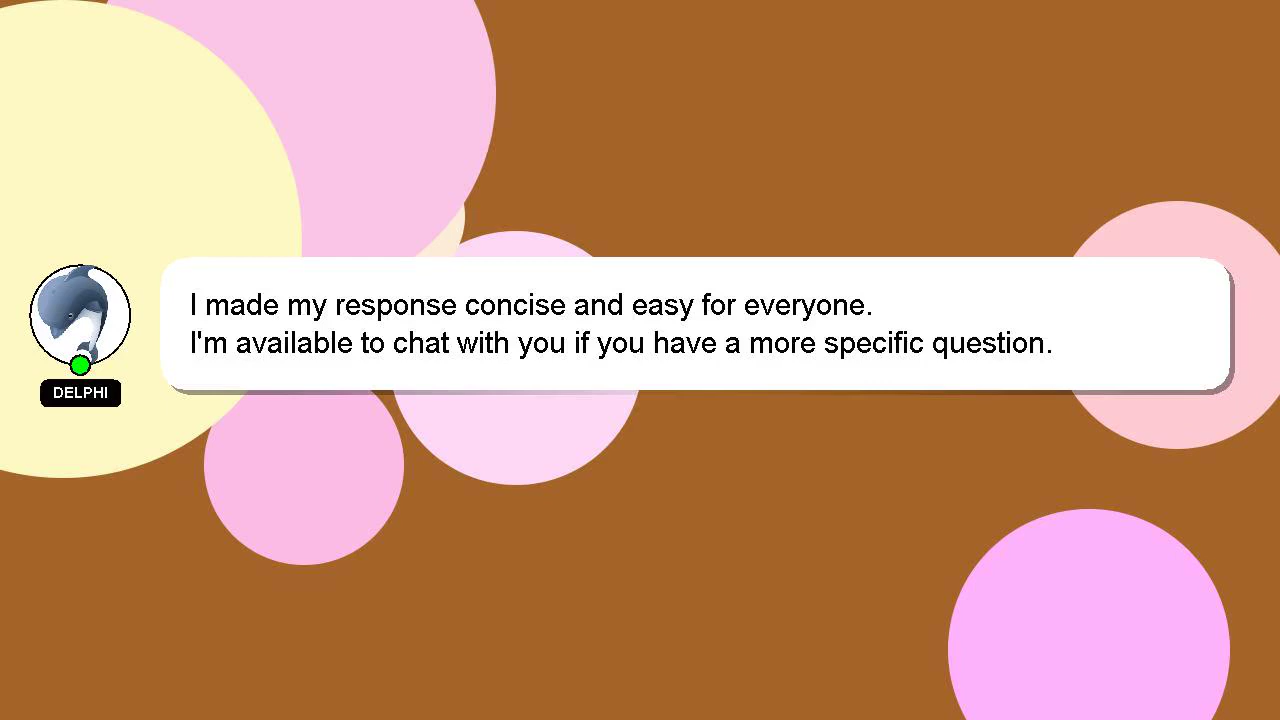 I made my response concise and easy for everyone.
I'm available to chat with you if you have a more specific question.
DELPHI